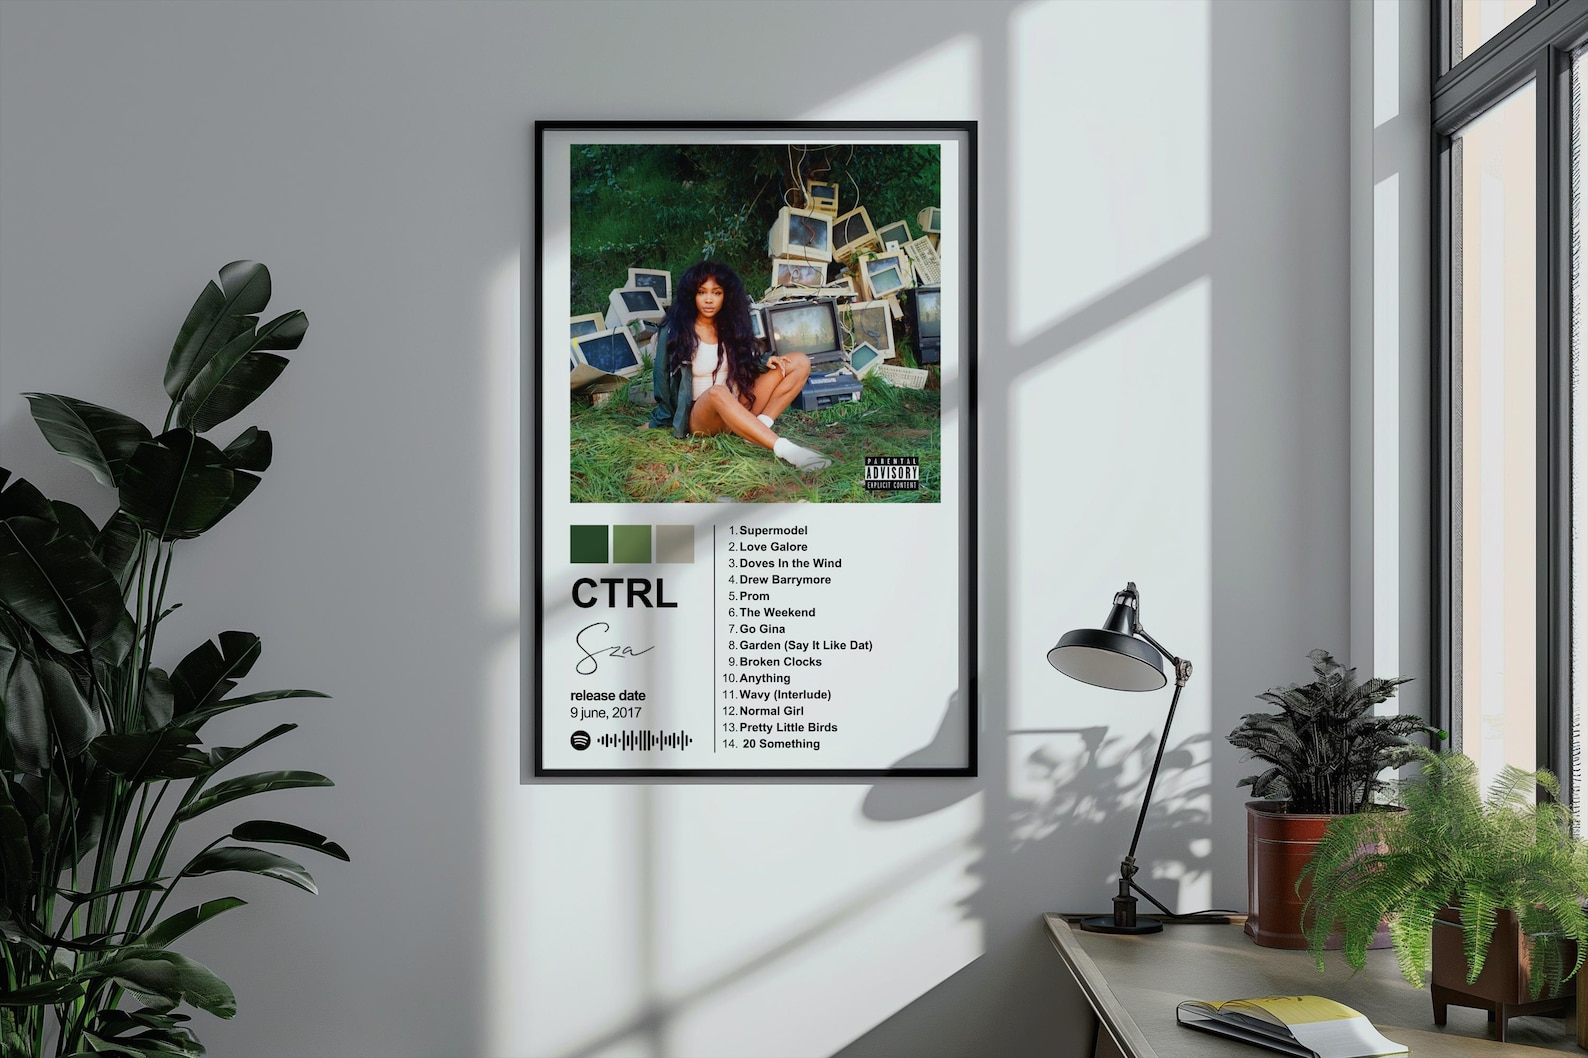 PARENTAL
ADVISORY
EXPLICIT CONTENT
CTRL
Sza
release date
9 june, 2017
1. Supermodel
2. Love Galore
3. Doves In the Wind
4. Drew Barrymore
5. Prom
6. The Weekend
7. Go Gina
8. Garden (Say It Like Dat)
9. Broken Clocks
10. Anything
11. Wavy (Interlude)
12. Normal Girl
13. Pretty Little Birds
14. 20 Something